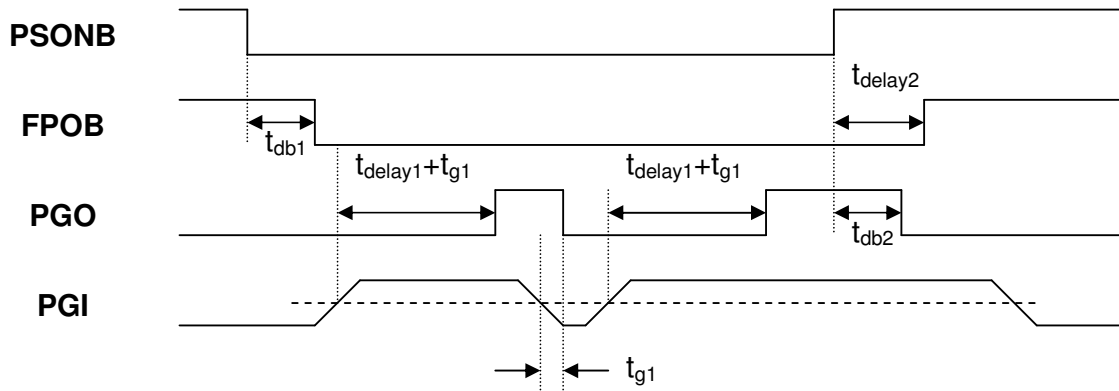 PSONB
t_delay2
FPOB
t_db1
t_delay1+t_g1 t_delay1+t_g1
PGO
t_db2
PGI
t_g1